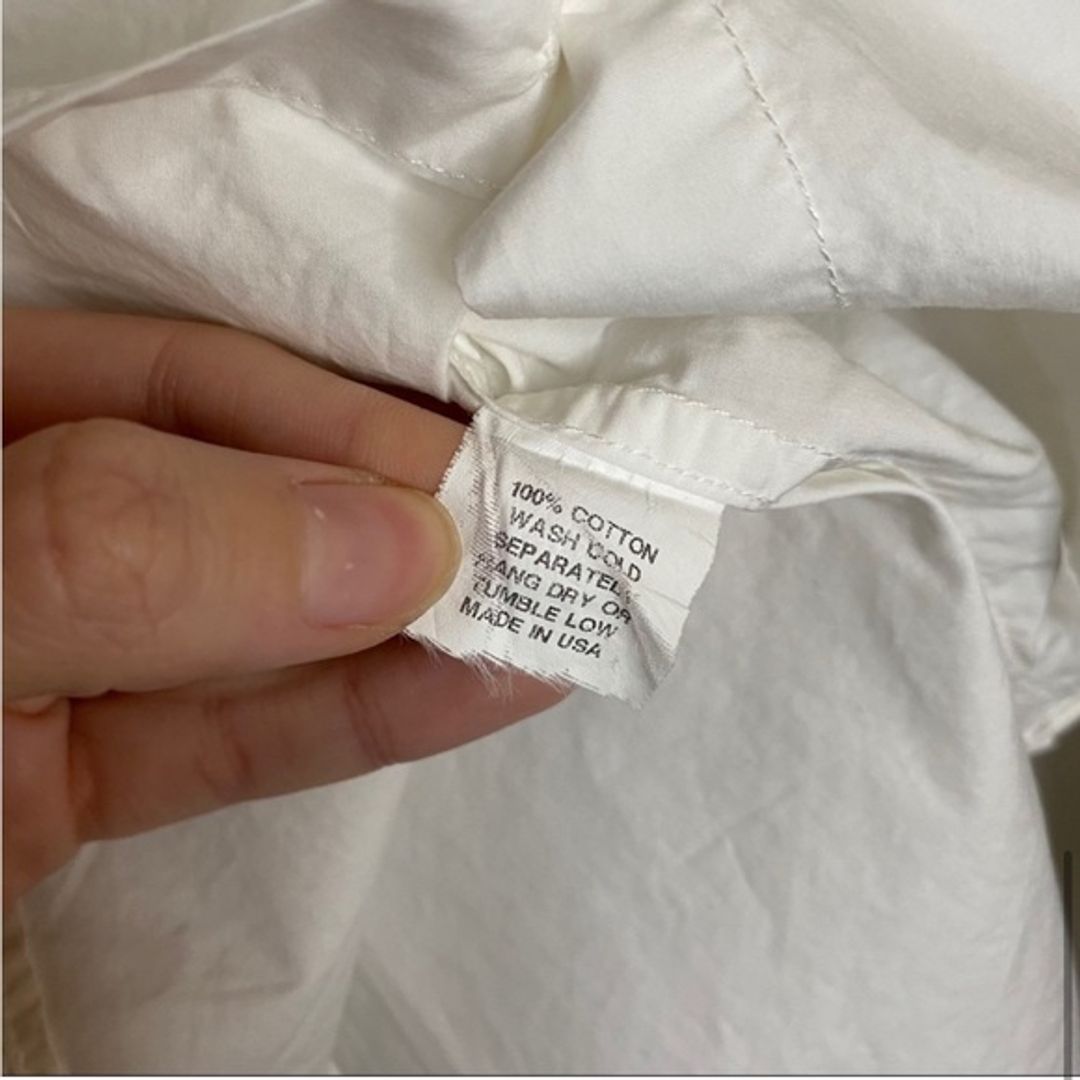 100% COTTON
WASH COLD
SEPARATELY
HANG DRY OR
TUMBLE LOW
MADE IN USA